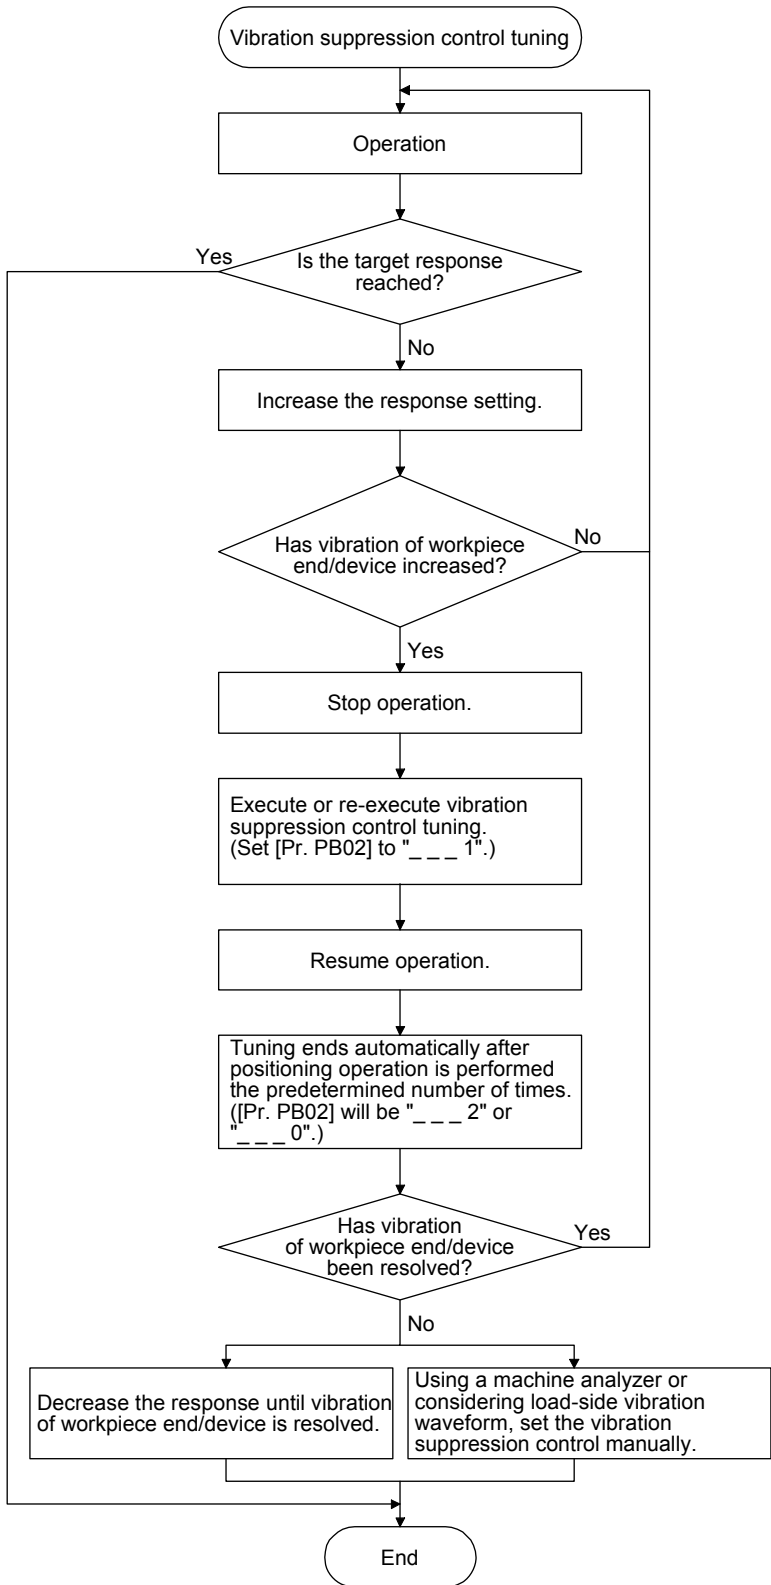 Vibration suppression control tuning
Operation
Yes
Is the target response
reached?
No
Increase the response setting.
Has vibration of workpiece
end/device increased?
No
Yes
Stop operation.
Execute or re-execute vibration
suppression control tuning.
(Set [Pr. PB02] to "_ _ _ 1".)
Resume operation.
Tuning ends automatically after
positioning operation is performed
the predetermined number of times.
([Pr. PB02] will be "_ _ _ 2" or
"_ _ _ 0".)
Has vibration
of workpiece end/device
been resolved?
Yes
No
Decrease the response until vibration
of workpiece end/device is resolved.
Using a machine analyzer or
considering load-side vibration
waveform, set the vibration
suppression control manually.
End